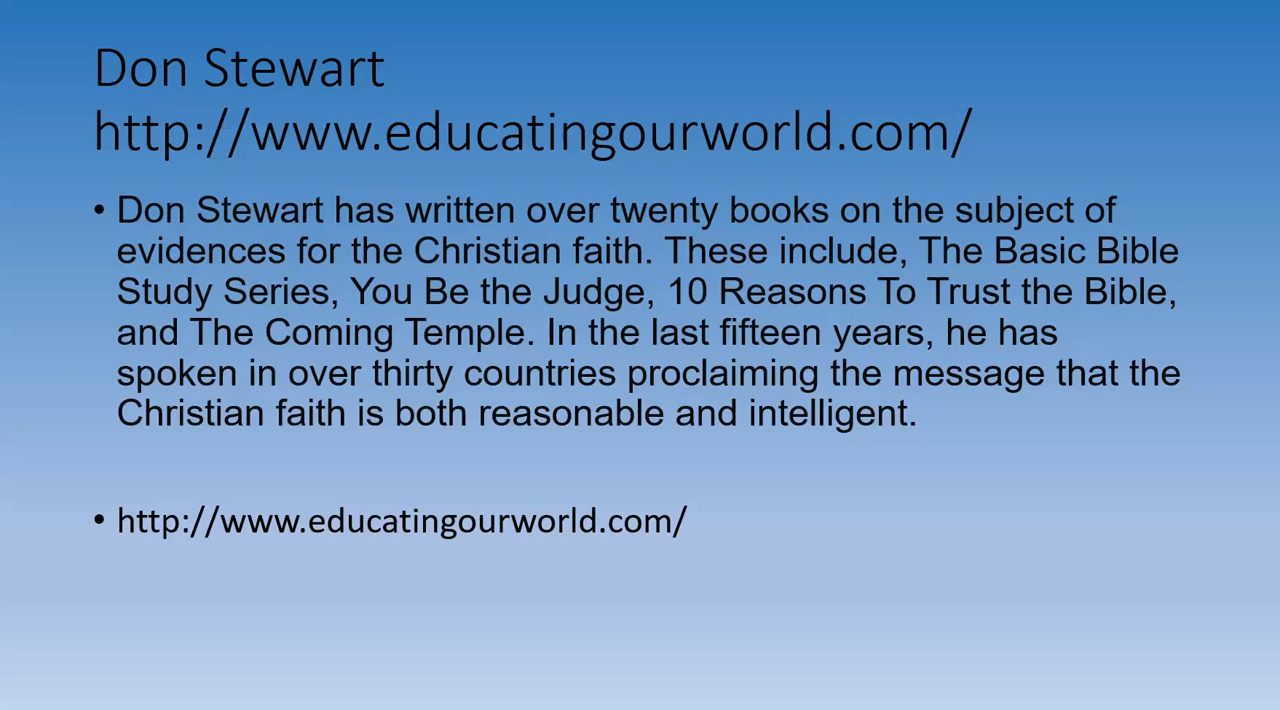 Don Stewart
http://www.educatingourworld.com/
• Don Stewart has written over twenty books on the subject of
evidences for the Christian faith. These include, The Basic Bible
Study Series, You Be the Judge, 10 Reasons To Trust the Bible,
and The Coming Temple. In the last fifteen years, he has
spoken in over thirty countries proclaiming the message that the
Christian faith is both reasonable and intelligent.
• http://www.educatingourworld.com/